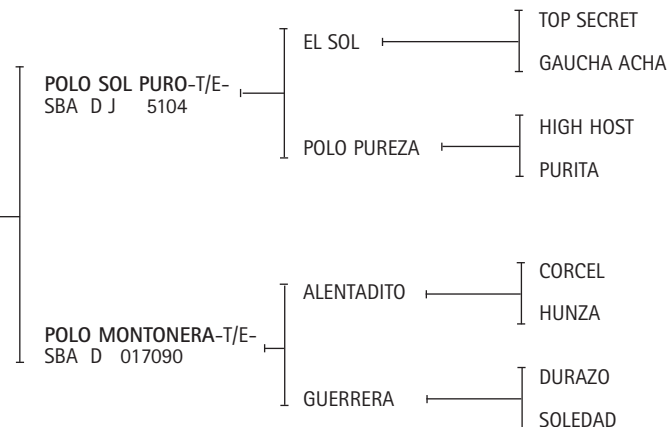 TOP SECRET
EL SOL
GAUCHA ACHA
POLO SOL PURO-T/E-
SBA D J 5104
HIGH HOST
POLO PUREZA
PURITA
CORCEL
ALENTADITO
HUNZA
POLO MONTONERA-T/E-
SBA D 017090
DURAZO
GUERRERA
SOLEDAD